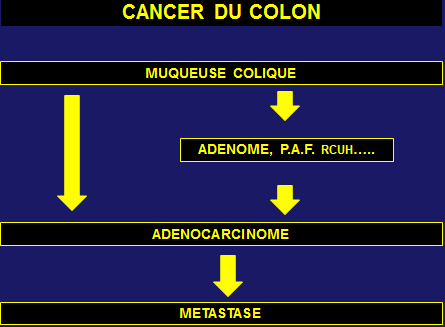 CANCER DU COLON
MUQUEUSE COLIQUE
ADENOME, P.A.F. RCUH.....
ADENOCARCINOME
METASTASE